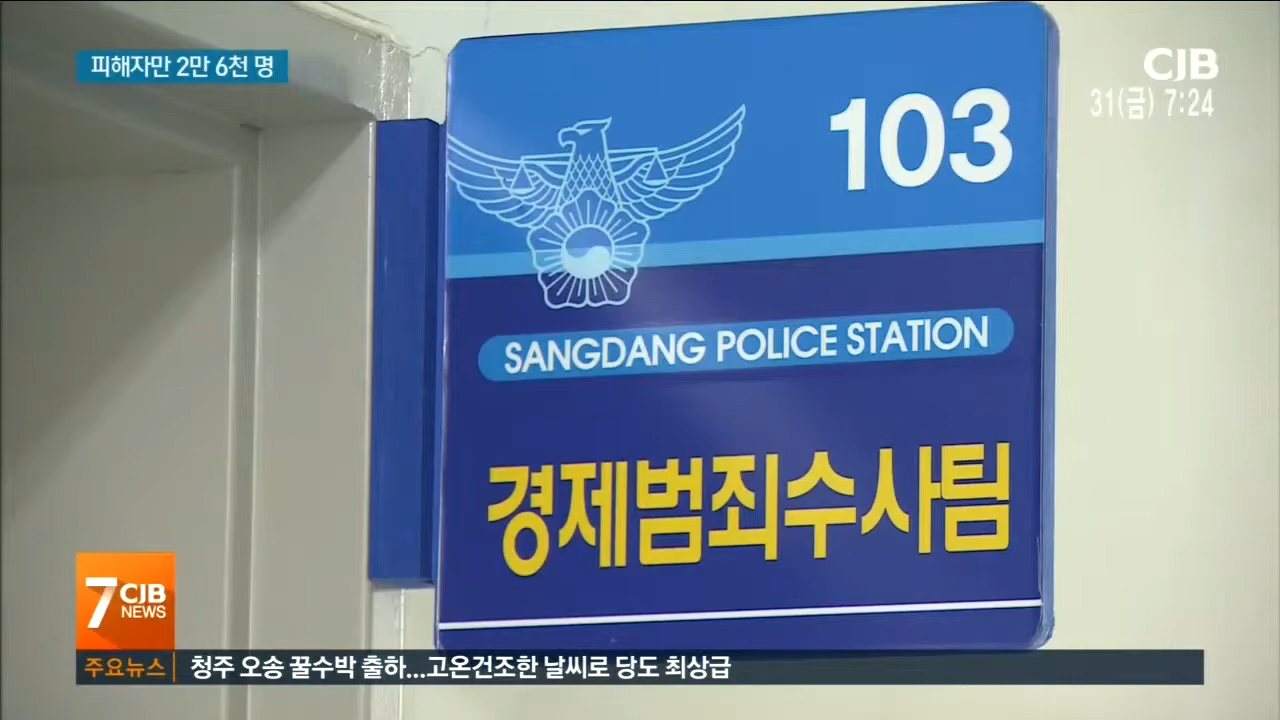 피해자만 2만 6천 명
CJB
31(금) 7:24
103
SANGDANG POLICE STATION
경제범죄수사팀
7 CJB NEWS
주요뉴스 청주 오송 꿀수박 출하...고온건조한 날씨로 당도 최상급